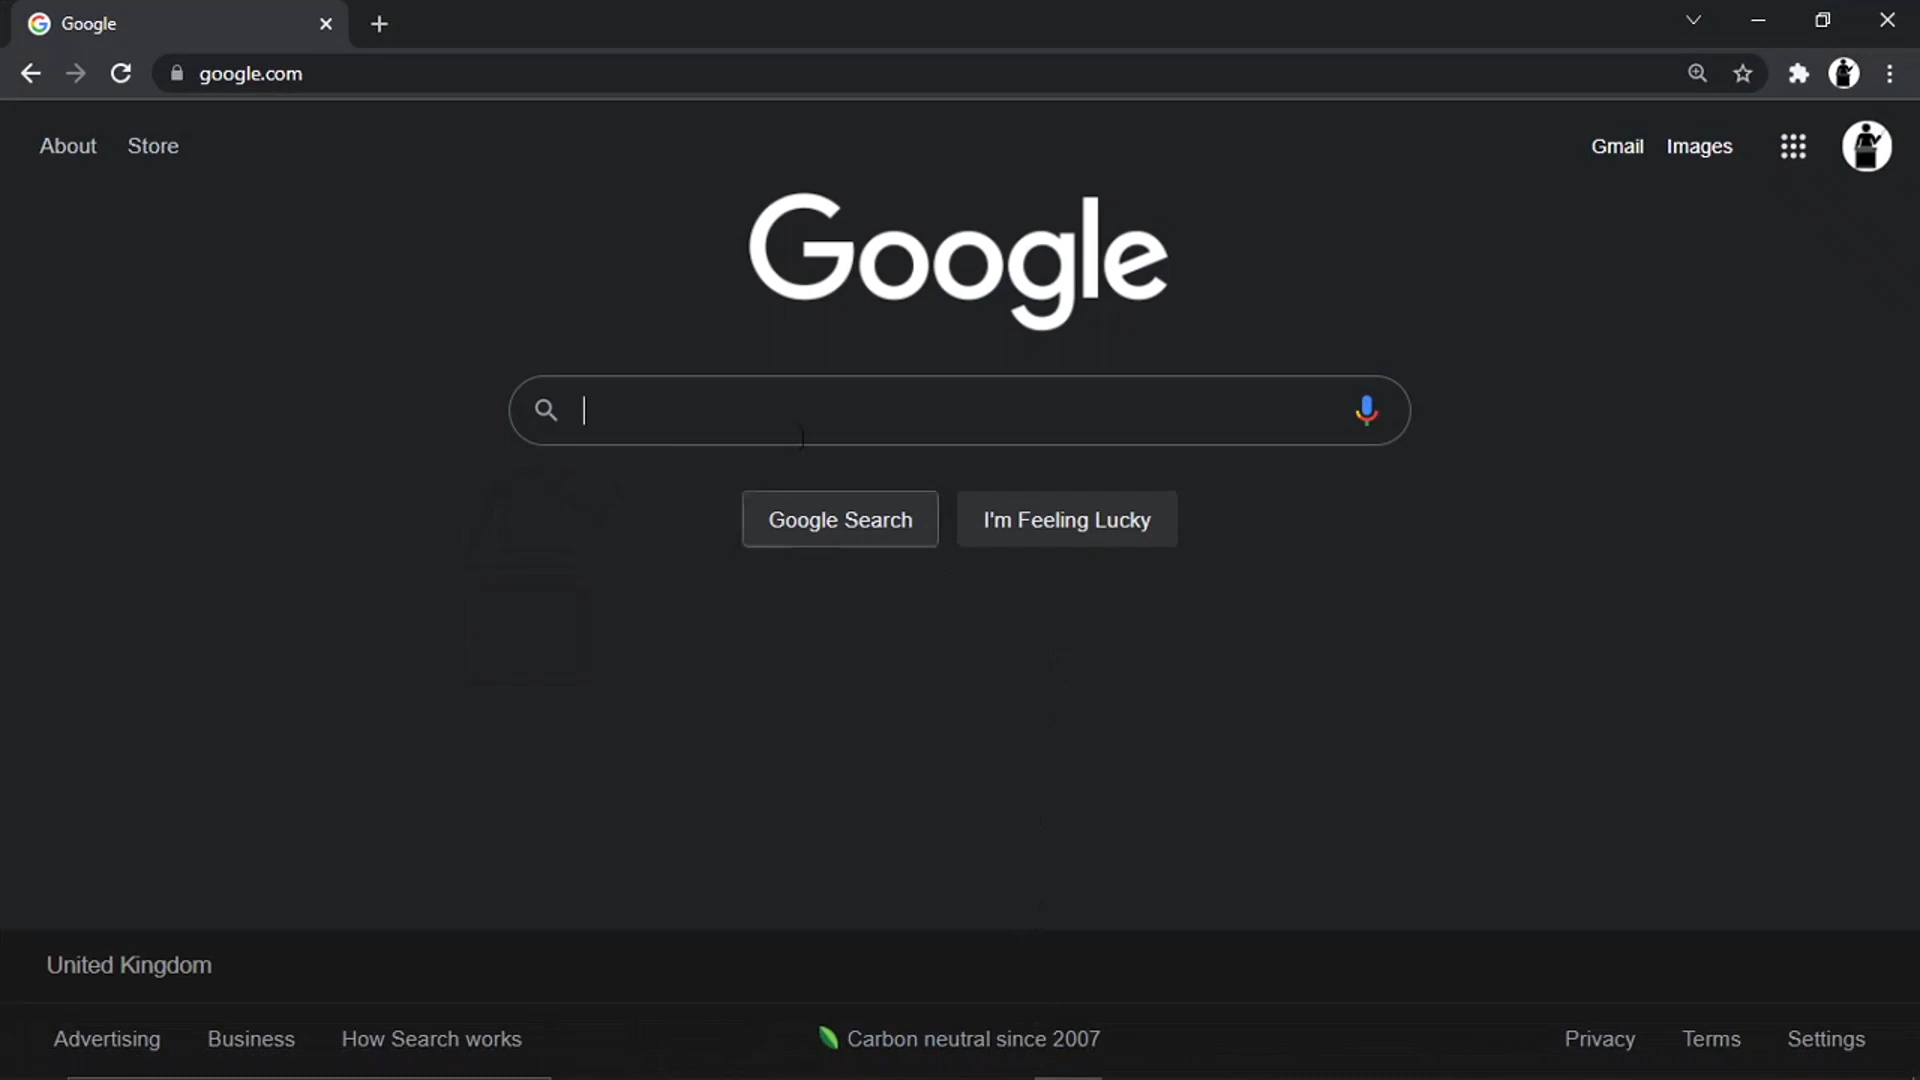 Google
google.com
About Store
Gmail Images
Google
Google Search I'm Feeling Lucky
United Kingdom
Advertising Business How Search works
Carbon neutral since 2007
Privacy Terms Settings